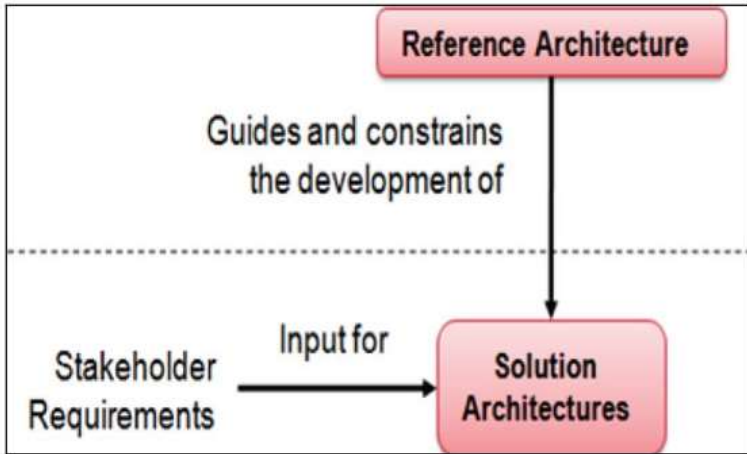 Reference Architecture
Guides and constrains
the development of
Input for
Stakeholder
Requirements
Solution
Architectures